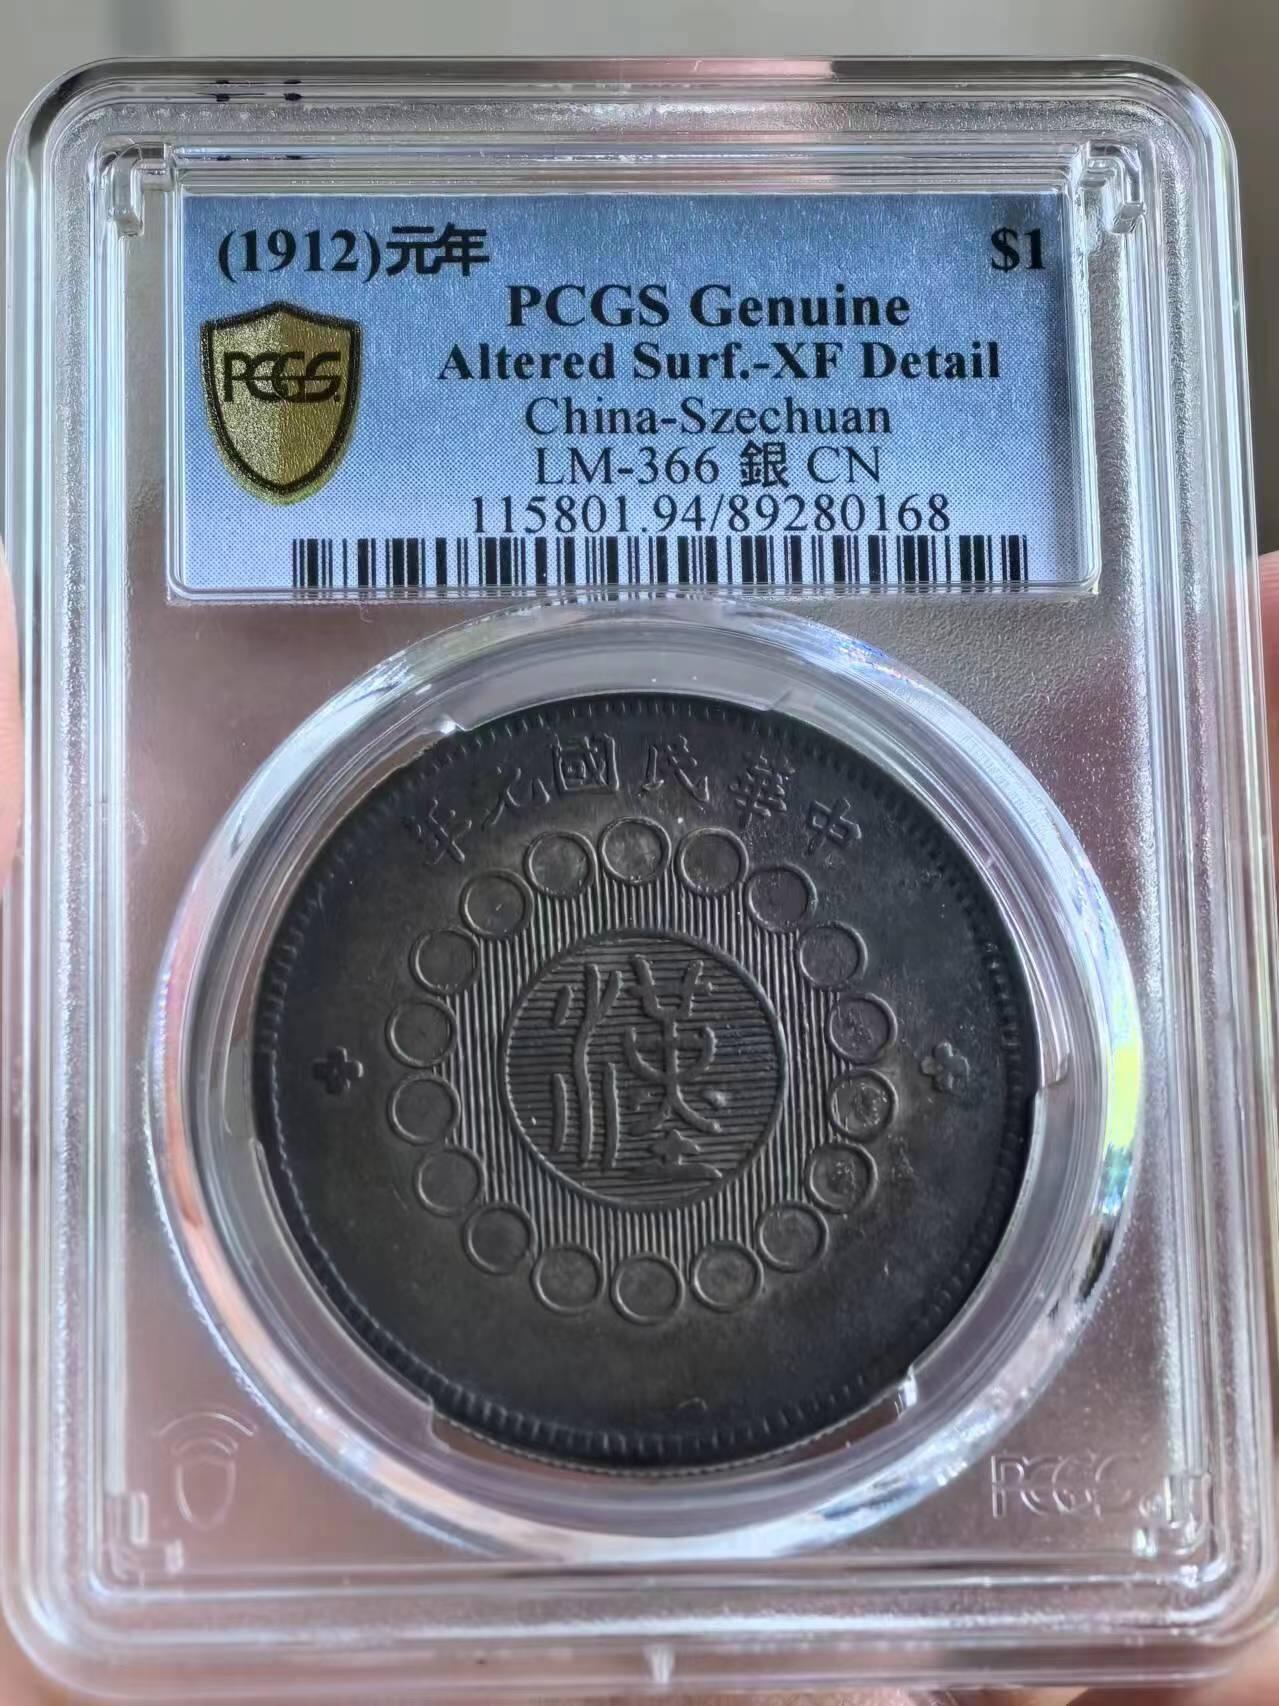 (1912)元年 $1
PCGS Genuine
PCGS
Altered Surf.-XF Detail
China-Szechuan
LM-366 銀 CN
115801.94/89280168
年元國民華中
漢
PCGS